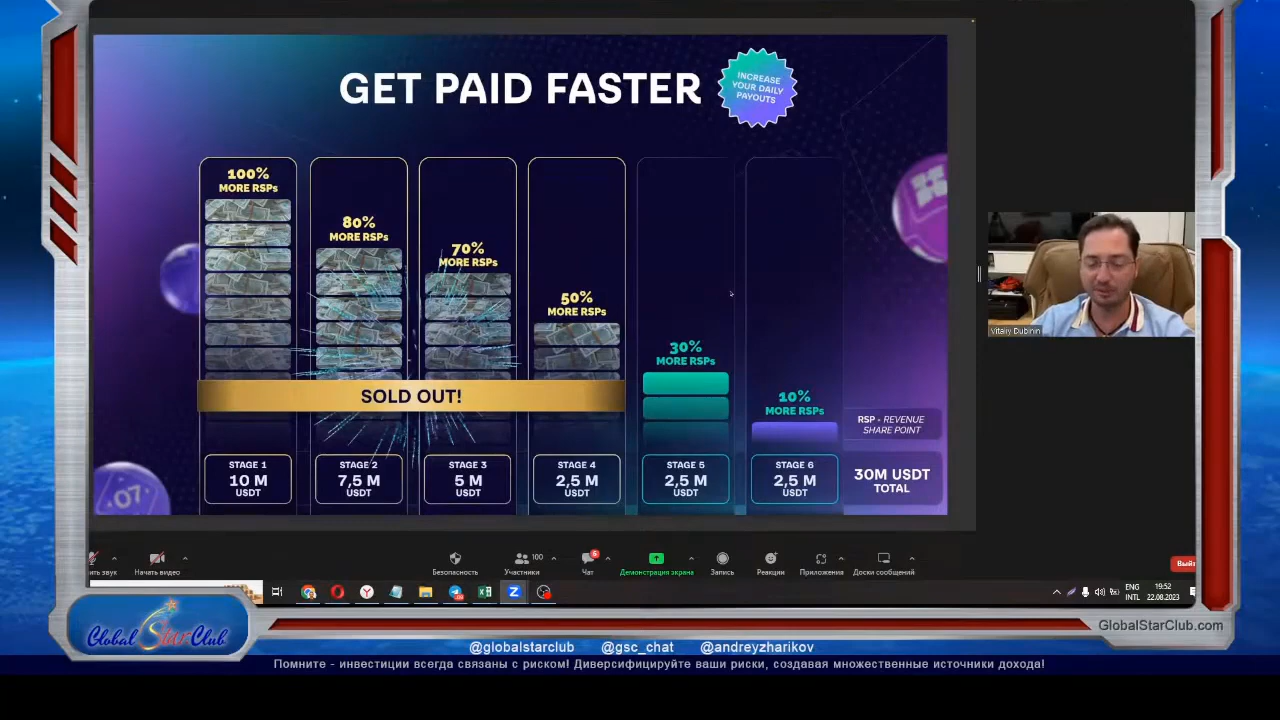 GET PAID FASTER
INCREASE
YOUR DAILY
PAYOUTS
100%
MORE RSPs
80%
MORE RSPs
70%
MORE RSPs
50%
MORE RSPs
30%
MORE RSPs
10%
MORE RSPs
SOLD OUT!
RSP - REVENUE
SHARE POINT
STAGE 1
10 M
USDT
STAGE 2
7,5 M
USDT
STAGE 3
5 M
USDT
STAGE 4
2,5 M
USDT
STAGE 5
2,5 M
USDT
STAGE 6
2,5 M
USDT
30M USDT
TOTAL
.07
Vitaliy Dubinin
ить звук
Начать видео
Безопасность
100
Участники
Чат
Демонстрация экрана
Запись
Реакции
Приложения
Доски сообщений
Выйт
ENG
INTL
19:52
22.08.2023
Global Star Club
GlobalStarClub.com
@globalstarclub @gsc_chat @andreyzharikov
Помните - инвестиции всегда связаны с риском! Диверсифицируйте ваши риски, создавая множественные источники дохода!